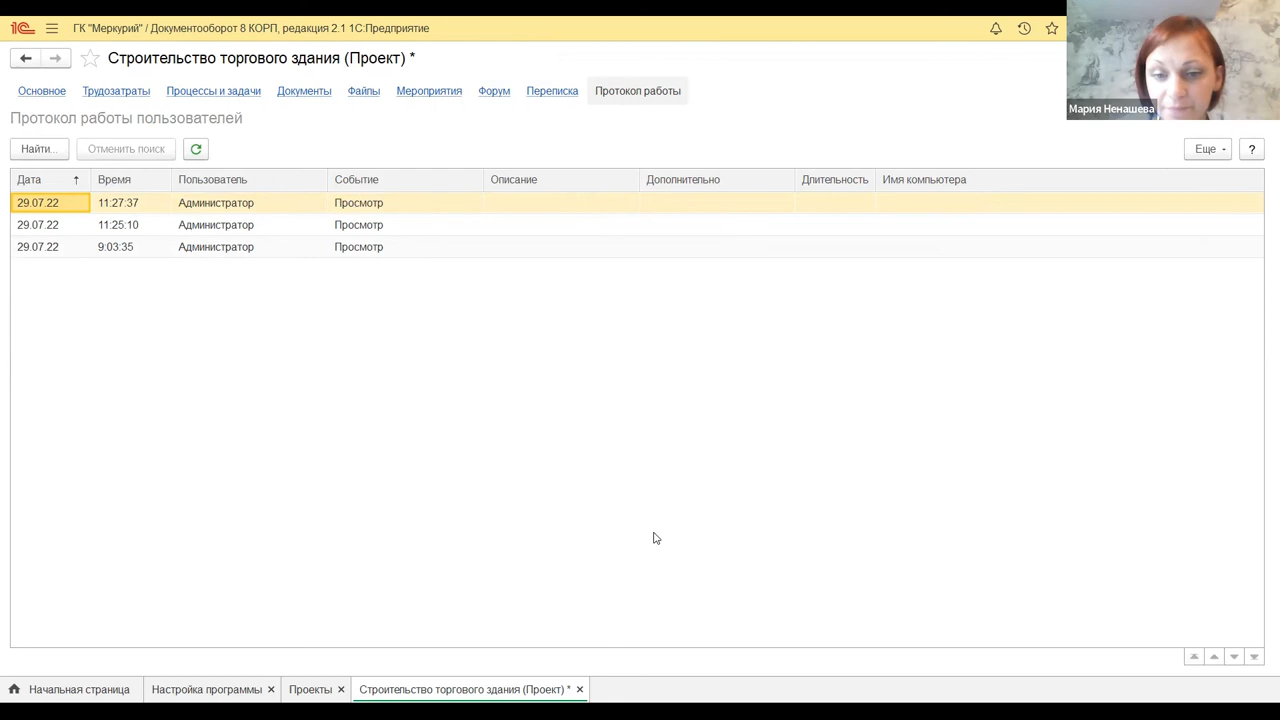 1С ГК "Меркурий" / Документооборот 8 КОРП, редакция 2.1 1С:Предприятие
Строительство торгового здания (Проект) *
Мария Ненашева
Основное Трудозатраты Процессы и задачи Документы Файлы Мероприятия Форум Переписка Протокол работы
Протокол работы пользователей
Найти... Отменить поиск Еще ?
Дата ↑ Время Пользователь Событие Описание Дополнительно Длительность Имя компьютера
29.07.22 11:27:37 Администратор Просмотр
29.07.22 11:25:10 Администратор Просмотр
29.07.22 9:03:35 Администратор Просмотр
Начальная страница Настройка программы × Проекты × Строительство торгового здания (Проект) * ×